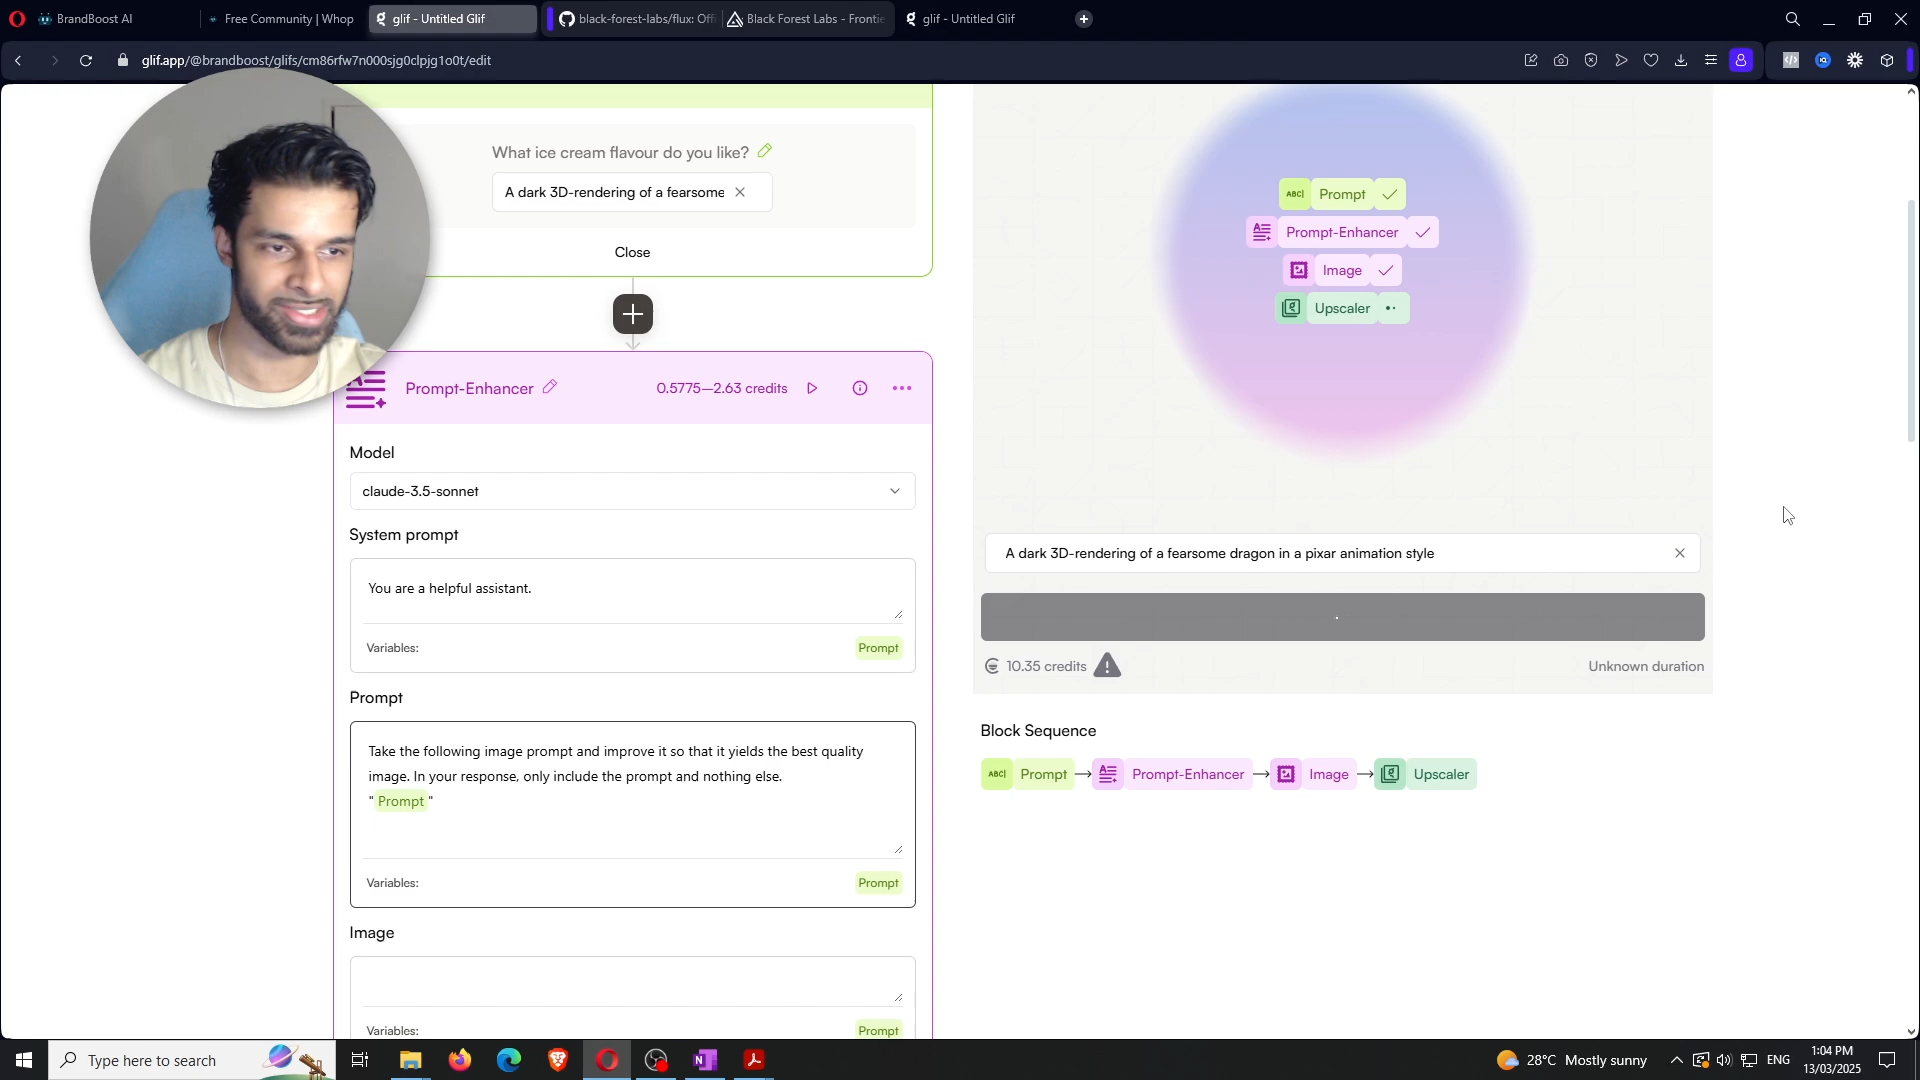 BrandBoost AI
Free Community | Whop
glif - Untitled Glif
black-forest-labs/flux: Off
Black Forest Labs - Frontie
glif - Untitled Glif
glif.app/@brandboost/glifs/cm86rfw7n000sjg0clpjg1o0t/edit
What ice cream flavour do you like?
A dark 3D-rendering of a fearsome
Close
Prompt-Enhancer
0.5775—2.63 credits
Model
claude-3.5-sonnet
System prompt
You are a helpful assistant.
Variables:
Prompt
Prompt
Take the following image prompt and improve it so that it yields the best quality
image. In your response, only include the prompt and nothing else.
"Prompt"
Variables:
Prompt
Image
Variables:
Prompt
ABC| Prompt
Prompt-Enhancer
Image
Upscaler
A dark 3D-rendering of a fearsome dragon in a pixar animation style
10.35 credits
Unknown duration
Block Sequence
ABC| Prompt
Prompt-Enhancer
Image
Upscaler
Type here to search
28°C Mostly sunny
ENG
1:04 PM
13/03/2025